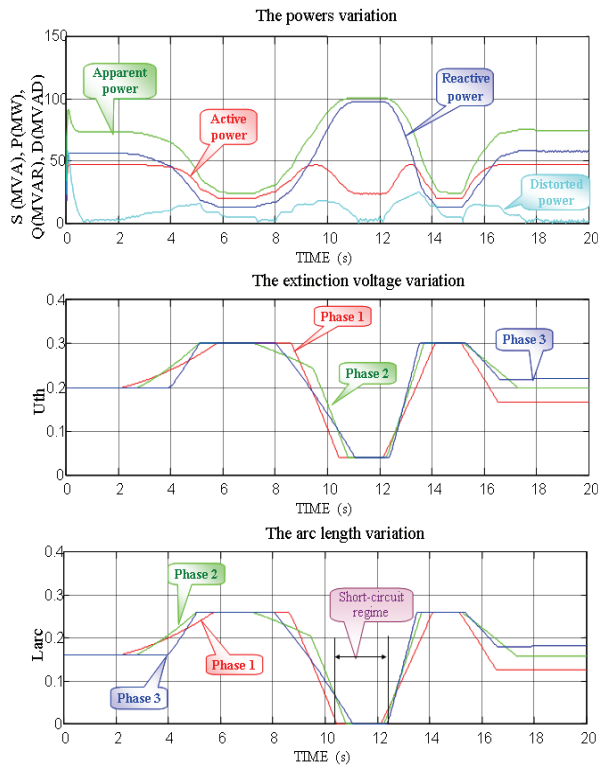 The powers variation
S (MVA), P(MW),
Q(MVAR), D(MVAD)
150
100
50
0
Apparent
power
Active
power
Reactive
power
Distorted
power
0 2 4 6 8 10 12 14 16 18 20
TIME (s)
The extinction voltage variation
Uth
0.4
0.3
0.2
0.1
0
Phase 1
Phase 2
Phase 3
0 2 4 6 8 10 12 14 16 18 20
TIME (s)
The arc length variation
Larc
0.4
0.2
0.2
0.1
0
Phase 2
Phase 1
Phase 3
Short-circuit
regime
0 2 4 6 8 10 12 14 16 18 20
TIME (s)